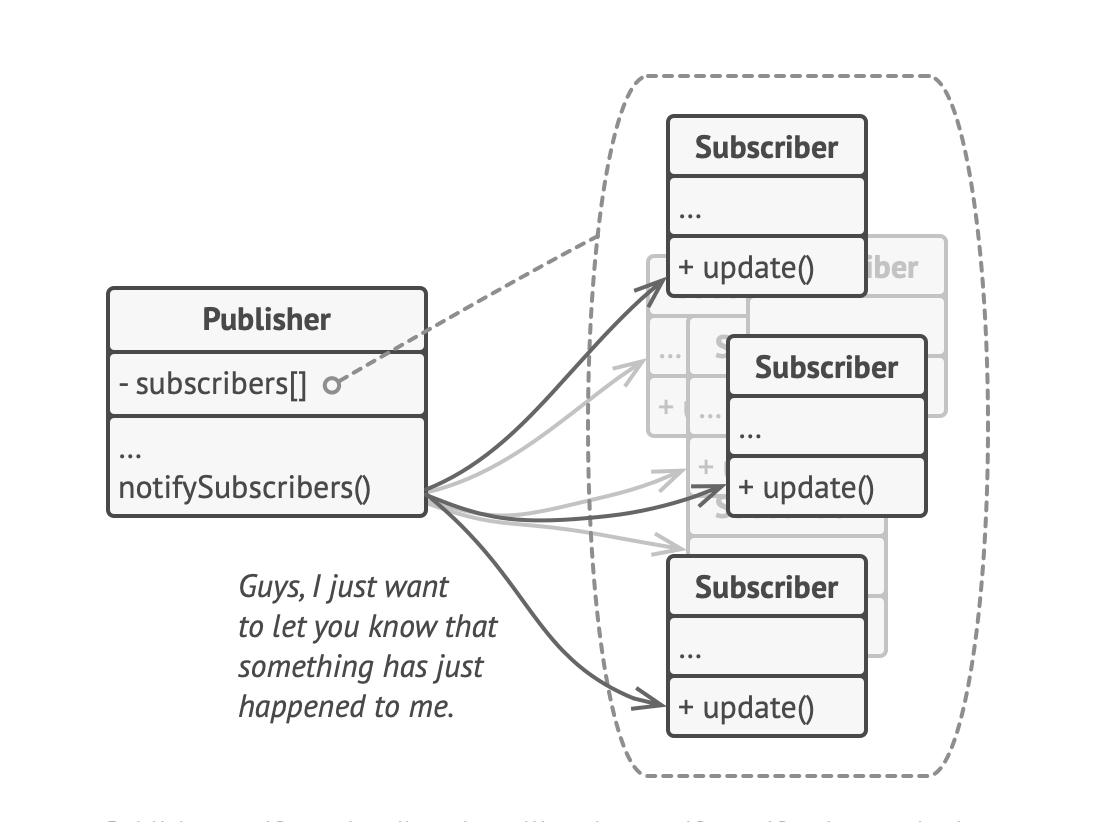 Subscriber
...
+ update()
iber
Publisher
- subscribers[]
...
notifySubscribers()
...
+
S
...
+
Subscriber
...
+ update()
Guys, I just want
to let you know that
something has just
happened to me.
Subscriber
...
+ update()